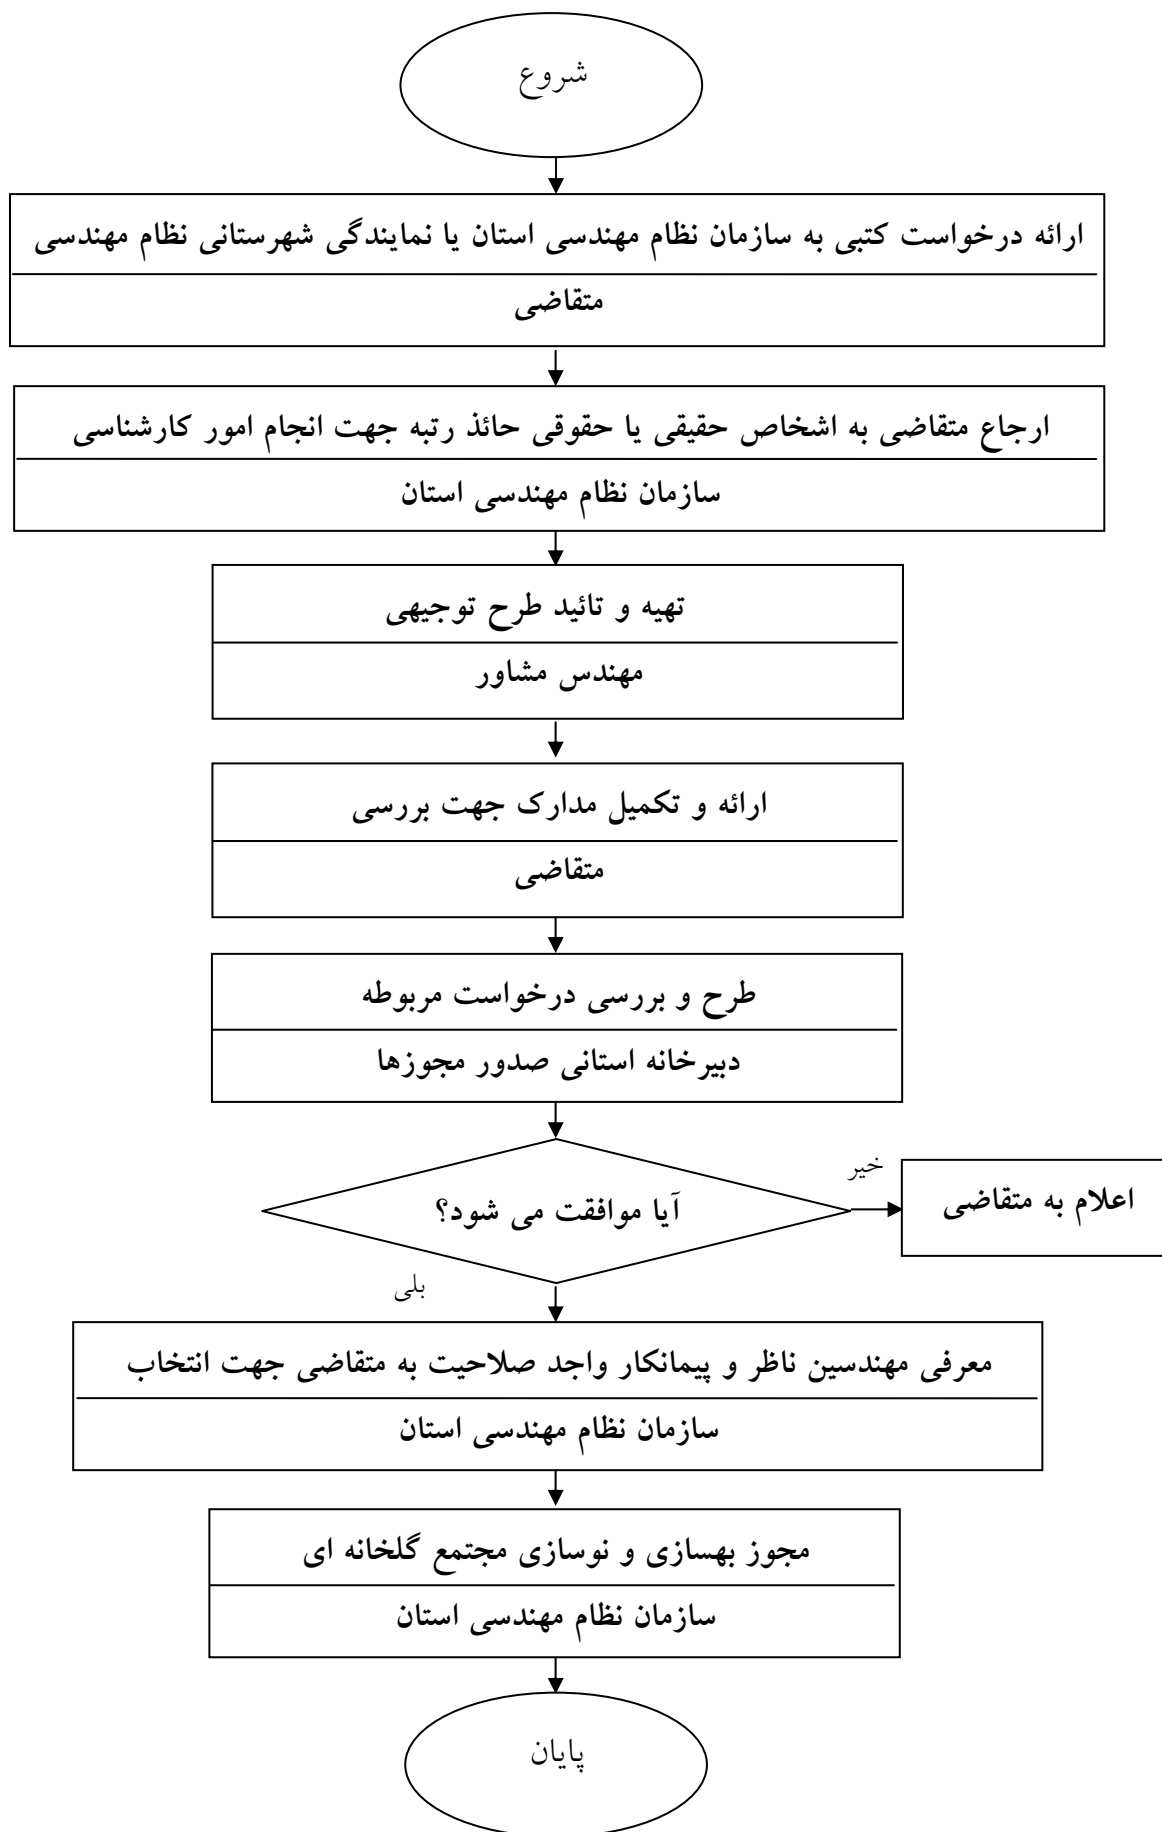 شروع
ارائه درخواست کتبی به سازمان نظام مهندسی استان یا نمایندگی شهرستانی نظام مهندسی
متقاضی
ارجاع متقاضی به اشخاص حقیقی یا حقوقی حائذ رتبه جهت انجام امور کارشناسی
سازمان نظام مهندسی استان
تهیه و تائید طرح توجیهی
مهندس مشاور
ارائه و تکمیل مدارک جهت بررسی
متقاضی
طرح و بررسی درخواست مربوطه
دبیرخانه استانی صدور مجوزها
آیا موافقت می شود؟
خیر
اعلام به متقاضی
بلی
معرفی مهندسین ناظر و پیمانکار واجد صلاحیت به متقاضی جهت انتخاب
سازمان نظام مهندسی استان
مجوز بهسازی و نوسازی مجتمع گلخانه ای
سازمان نظام مهندسی استان
پایان